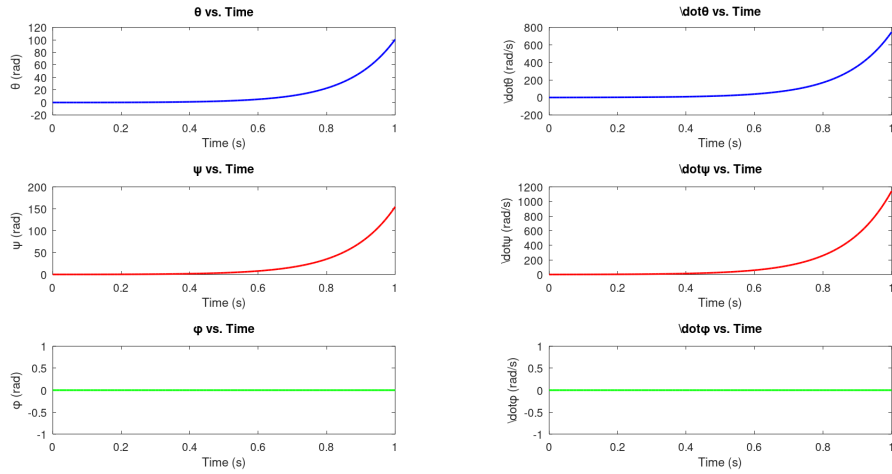 θ vs. Time
120
100
80
60
40
20
0
-20
θ (rad)
0 0.2 0.4 0.6 0.8 1
Time (s)
\dotθ vs. Time
800
600
400
200
0
-200
\dotθ (rad/s)
0 0.2 0.4 0.6 0.8 1
Time (s)
ψ vs. Time
200
150
100
50
0
ψ (rad)
0 0.2 0.4 0.6 0.8 1
Time (s)
\dotψ vs. Time
1200
1000
800
600
400
200
0
\dotψ (rad/s)
0 0.2 0.4 0.6 0.8 1
Time (s)
φ vs. Time
1
0.5
0
-0.5
-1
φ (rad)
0 0.2 0.4 0.6 0.8 1
Time (s)
\dotφ vs. Time
1
0.5
0
-0.5
-1
\dotφ (rad/s)
0 0.2 0.4 0.6 0.8 1
Time (s)